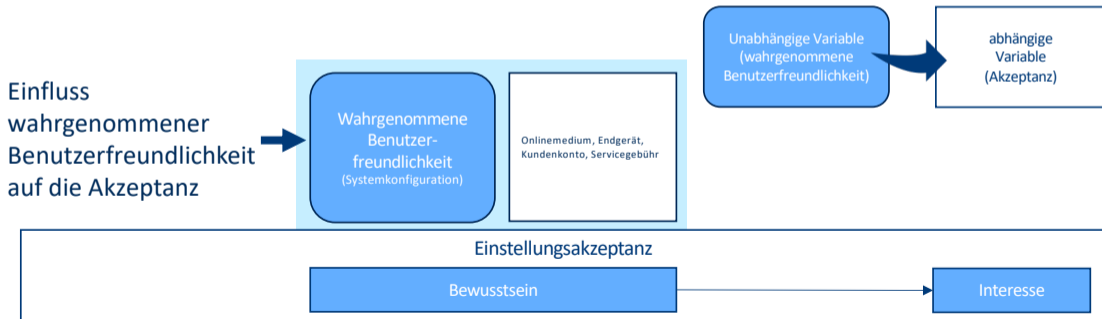 Unabhängige Variable
(wahrgenommene
Benutzerfreundlichkeit)
abhängige
Variable
(Akzeptanz)
Einfluss
wahrgenommener
Benutzerfreundlichkeit
auf die Akzeptanz
Wahrgenommene
Benutzer-
freundlichkeit
(Systemkonfiguration)
Onlinemedium, Endgerät,
Kundenkonto, Servicegebühr
Einstellungsakzeptanz
Bewusstsein
Interesse